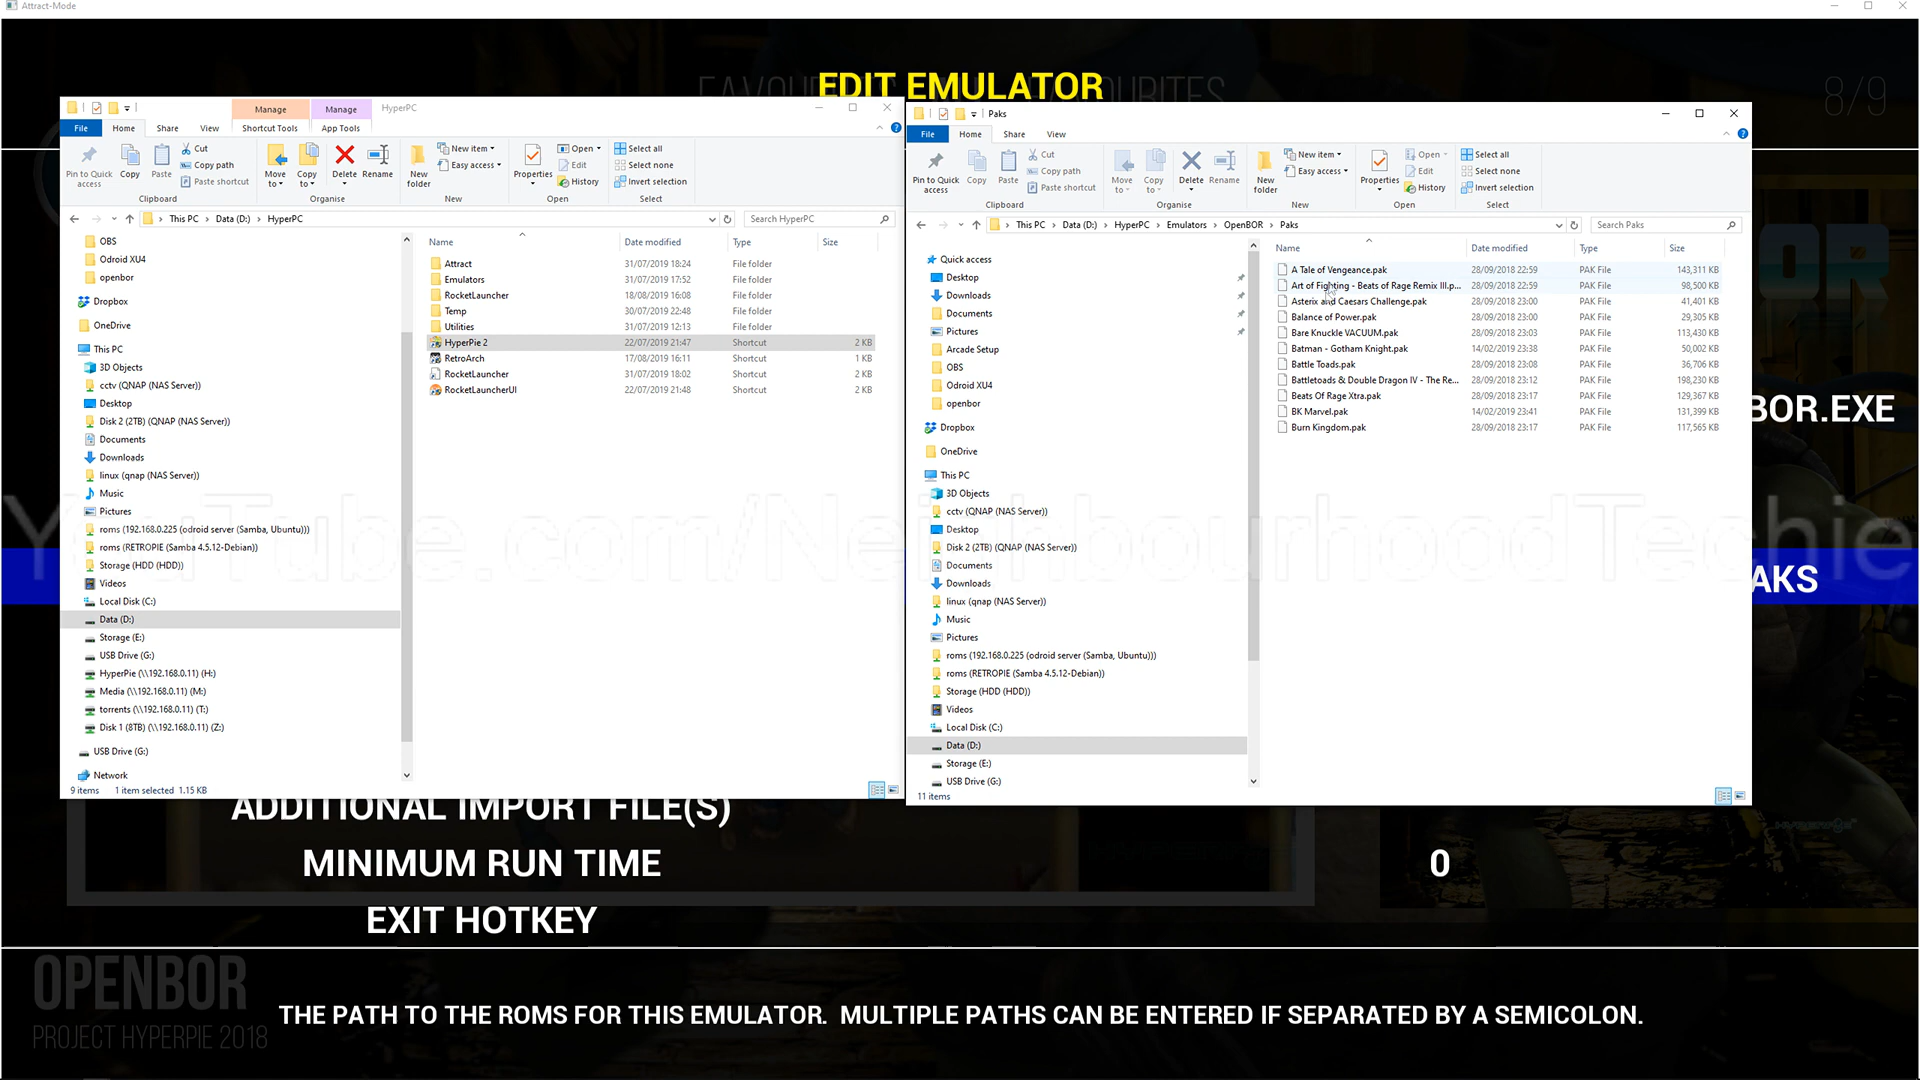 Attract-Mode
EDIT EMULATOR
8/9
Manage
Manage
HyperPC
File
Home
Share
View
Shortcut Tools
App Tools
Pin to Quick access
Copy
Paste
Cut
Copy path
Paste shortcut
Move to
Copy to
Delete
Rename
New folder
New item
Easy access
Properties
Open
Edit
History
Select all
Select none
Invert selection
Clipboard
Organise
New
Open
Select
This PC > Data (D:) > HyperPC
Search HyperPC
OBS
Odroid XU4
openbor
Dropbox
OneDrive
This PC
3D Objects
cctv (QNAP (NAS Server))
Desktop
Disk 2 (2TB) (QNAP (NAS Server))
Documents
Downloads
linux (qnap (NAS Server))
Music
Pictures
roms (192.168.0.225 (odroid server (Samba, Ubuntu)))
roms (RETROPIE (Samba 4.5.12-Debian))
Storage (HDD (HDD))
Videos
Local Disk (C:)
Data (D:)
Storage (E:)
USB Drive (G:)
HyperPie (\\192.168.0.11) (H:)
Media (\\192.168.0.11) (M:)
torrents (\\192.168.0.11) (T:)
Disk 1 (8TB) (\\192.168.0.11) (Z:)
USB Drive (G:)
Network
Name Date modified Type Size
Attract 31/07/2019 18:24 File folder
Emulators 31/07/2019 17:52 File folder
RocketLauncher 18/08/2019 16:08 File folder
Temp 30/07/2019 22:48 File folder
Utilities 31/07/2019 12:13 File folder
HyperPie 2 22/07/2019 21:47 Shortcut 2 KB
RetroArch 17/08/2019 16:11 Shortcut 1 KB
RocketLauncher 31/07/2019 18:02 Shortcut 2 KB
RocketLauncherUI 22/07/2019 21:48 Shortcut 2 KB
9 items 1 item selected 1.15 KB
Paks
File
Home
Share
View
Pin to Quick access
Copy
Paste
Cut
Copy path
Paste shortcut
Move to
Copy to
Delete
Rename
New folder
New item
Easy access
Properties
Open
Edit
History
Select all
Select none
Invert selection
Clipboard
Organise
New
Open
Select
This PC > Data (D:) > HyperPC > Emulators > OpenBOR > Paks
Search Paks
Quick access
Desktop
Downloads
Documents
Pictures
Arcade Setup
OBS
Odroid XU4
openbor
Dropbox
OneDrive
This PC
3D Objects
cctv (QNAP (NAS Server))
Desktop
Disk 2 (2TB) (QNAP (NAS Server))
Documents
Downloads
linux (qnap (NAS Server))
Music
Pictures
roms (192.168.0.225 (odroid server (Samba, Ubuntu)))
roms (RETROPIE (Samba 4.5.12-Debian))
Storage (HDD (HDD))
Videos
Local Disk (C:)
Data (D:)
Storage (E:)
USB Drive (G:)
Name Date modified Type Size
A Tale of Vengeance.pak 28/09/2018 22:59 PAK File 143,311 KB
Art of Fighting - Beats of Rage Remix III.p... 28/09/2018 22:59 PAK File 98,500 KB
Asterix and Caesars Challenge.pak 28/09/2018 23:00 PAK File 41,401 KB
Balance of Power.pak 28/09/2018 23:00 PAK File 29,305 KB
Bare Knuckle VACUUM.pak 28/09/2018 23:03 PAK File 113,430 KB
Batman - Gotham Knight.pak 14/02/2019 23:38 PAK File 50,002 KB
Battle Toads.pak 28/09/2018 23:08 PAK File 36,706 KB
Battletoads & Double Dragon IV - The Re... 28/09/2018 23:12 PAK File 198,230 KB
Beats Of Rage Xtra.pak 28/09/2018 23:17 PAK File 129,367 KB
BK Marvel.pak 14/02/2019 23:41 PAK File 131,399 KB
Burn Kingdom.pak 28/09/2018 23:17 PAK File 117,565 KB
11 items
BOR.EXE
YouTube.com/NeighbourhoodTechie
AKS
ADDITIONAL IMPORT FILE(S)
MINIMUM RUN TIME 0
EXIT HOTKEY
OPENBOR
PROJECT HYPERPIE 2018
THE PATH TO THE ROMS FOR THIS EMULATOR. MULTIPLE PATHS CAN BE ENTERED IF SEPARATED BY A SEMICOLON.